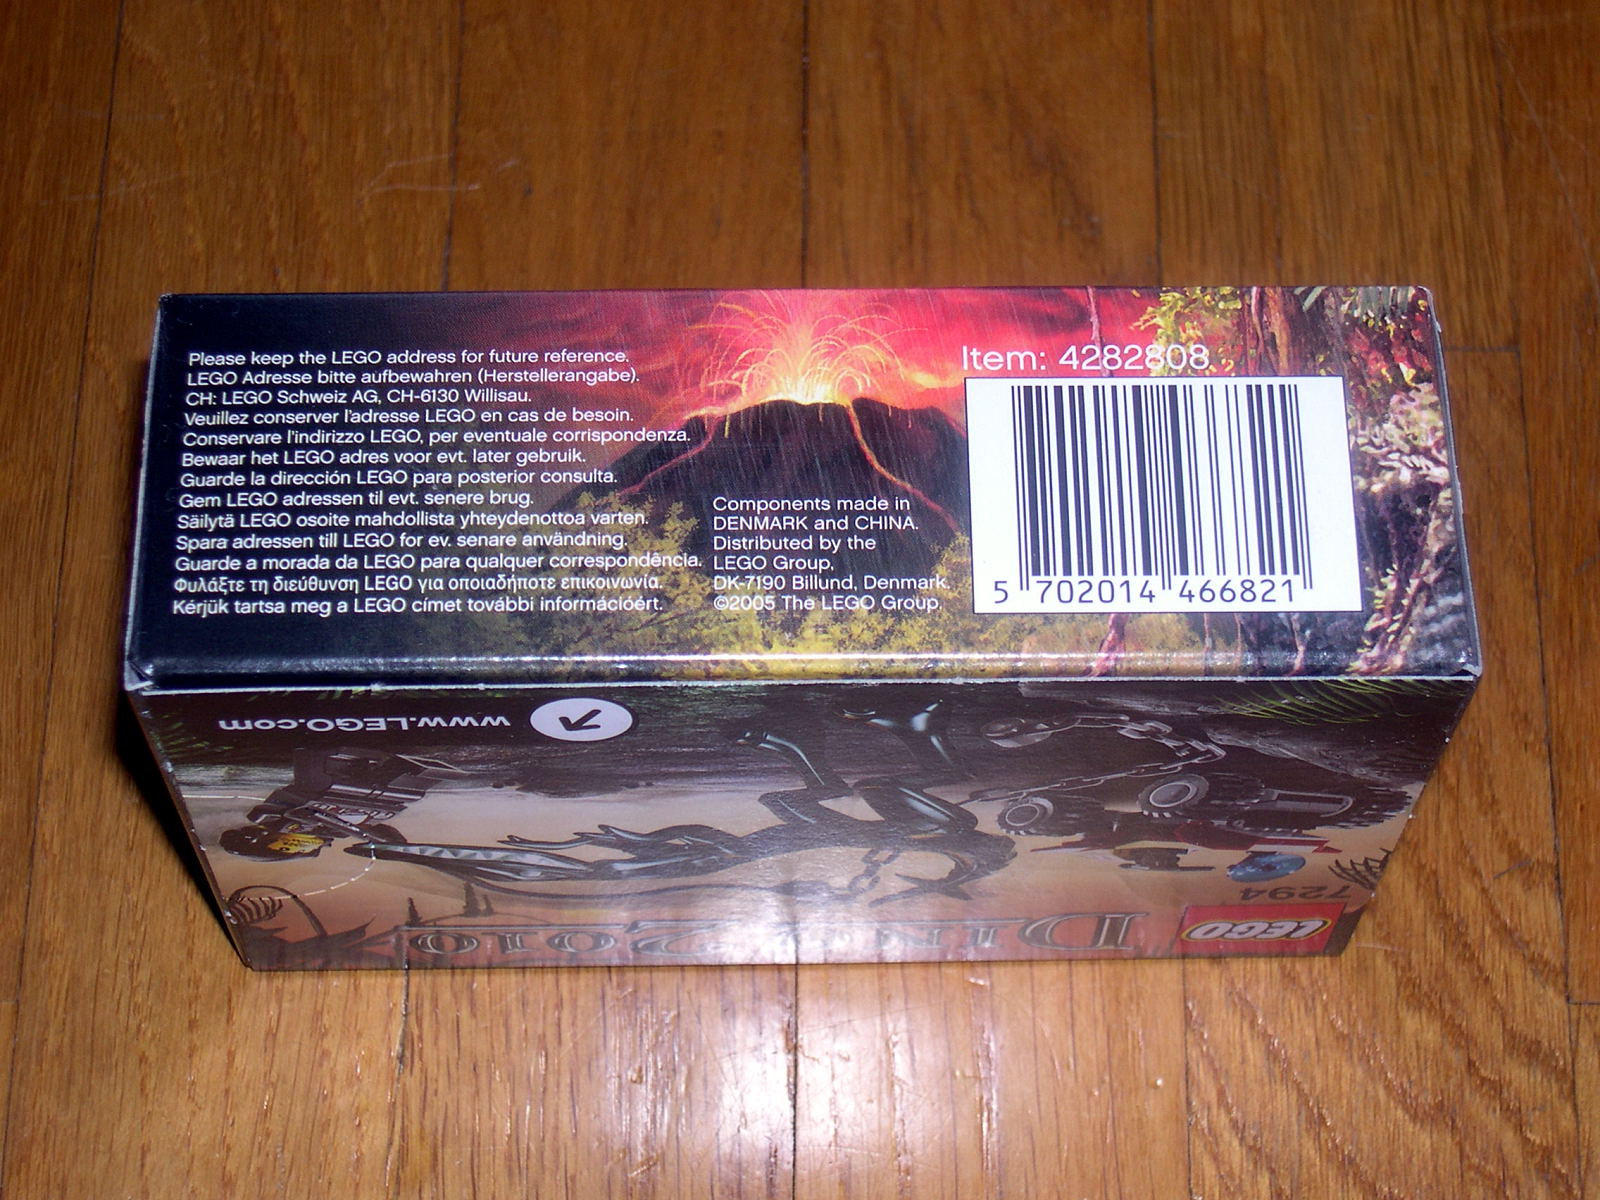 Please keep the LEGO address for future reference.
LEGO Adresse bitte aufbewahren (Herstellerangabe).
CH: LEGO Schweiz AG, CH-6130 Willisau.
Veuillez conserver l'adresse LEGO en cas de besoin.
Conservare l'indirizzo LEGO, per eventuale corrispondenza.
Bewaar het LEGO adres voor evt. later gebruik.
Guarde la dirección LEGO para posterior consulta.
Gem LEGO adressen til evt. senere brug.
Säilytä LEGO osoite mahdollista yhteydenottoa varten.
Spara adressen till LEGO for ev. senare användning.
Guarde a morada da LEGO para qualquer correspondência.
Φυλάξτε τη διεύθυνση LEGO για οποιαδήποτε επικοινωνία.
Kérjük tartsa meg a LEGO címet további információért.
Components made in
DENMARK and CHINA.
Distributed by the
LEGO Group,
DK-7190 Billund, Denmark.
©2005 The LEGO Group.
Item: 4282808
5 702014 466821
www.LEGO.com
7294
LEGO
DINO 2010